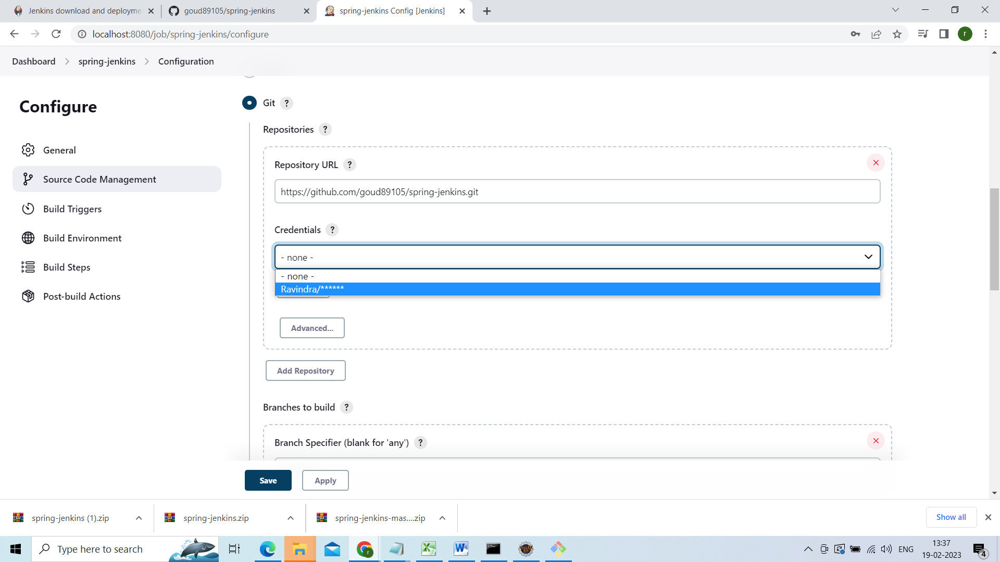 Jenkins download and deployme
goud89105/spring-jenkins
spring-jenkins Config [Jenkins]
localhost:8080/job/spring-jenkins/configure
r
Dashboard
spring-jenkins
Configuration
Configure
General
Source Code Management
Build Triggers
Build Environment
Build Steps
Post-build Actions
Git ?
Repositories ?
Repository URL ?
https://github.com/goud89105/spring-jenkins.git
Credentials ?
- none -
- none -
Ravindra/******
Advanced...
Add Repository
Branches to build ?
Branch Specifier (blank for 'any') ?
Save
Apply
spring-jenkins (1).zip
spring-jenkins.zip
spring-jenkins-mas....zip
Show all
Type here to search
ENG
13:37
19-02-2023
4